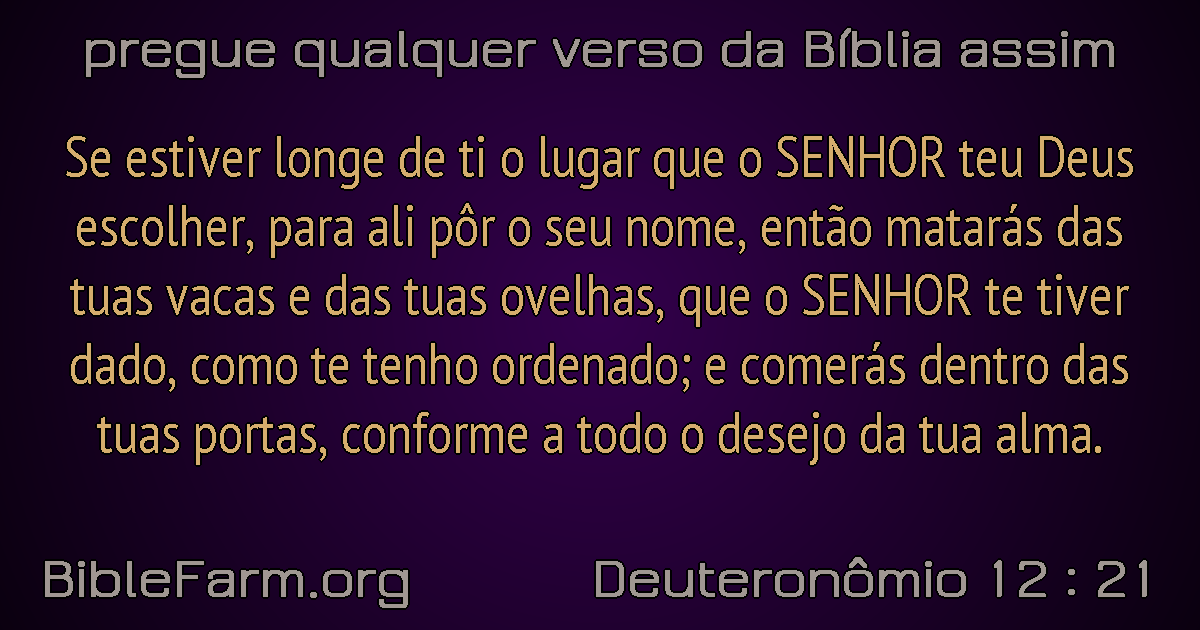 pregue qualquer verso da Bíblia assim
Se estiver longe de ti o lugar que o SENHOR teu Deus
escolher, para ali pôr o seu nome, então matarás das
tuas vacas e das tuas ovelhas, que o SENHOR te tiver
dado, como te tenho ordenado; e comerás dentro das
tuas portas, conforme a todo o desejo da tua alma.
BibleFarm.org
Deuteronômio 12 : 21